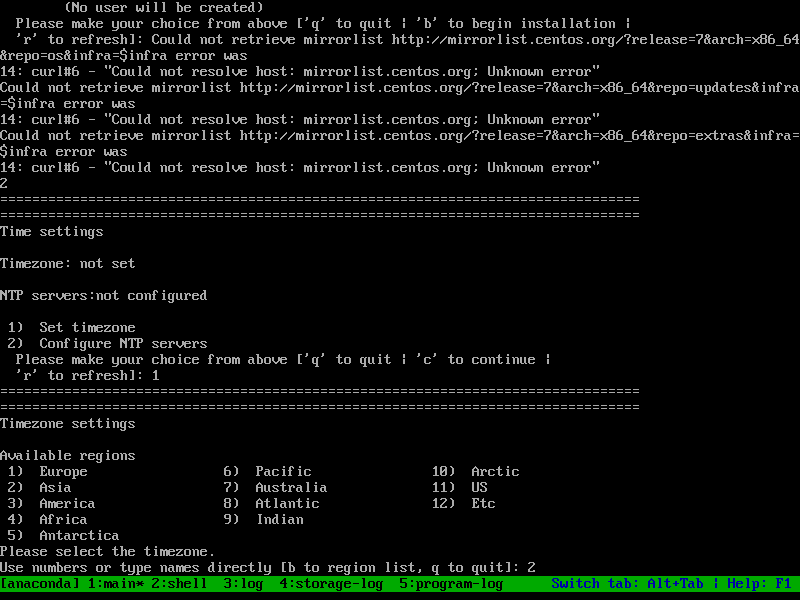 (No user will be created)
Please make your choice from above ['q' to quit | 'b' to begin installation |
'r' to refresh]: Could not retrieve mirrorlist http://mirrorlist.centos.org/?release=7&arch=x86_64
&repo=os&infra=$infra error was
14: curl#6 - "Could not resolve host: mirrorlist.centos.org; Unknown error"
Could not retrieve mirrorlist http://mirrorlist.centos.org/?release=7&arch=x86_64&repo=updates&infra
=$infra error was
14: curl#6 - "Could not resolve host: mirrorlist.centos.org; Unknown error"
Could not retrieve mirrorlist http://mirrorlist.centos.org/?release=7&arch=x86_64&repo=extras&infra=
$infra error was
14: curl#6 - "Could not resolve host: mirrorlist.centos.org; Unknown error"
2
================================================================================
================================================================================
Time settings
Timezone: not set
NTP servers:not configured
1) Set timezone
2) Configure NTP servers
Please make your choice from above ['q' to quit | 'c' to continue |
'r' to refresh]: 1
================================================================================
================================================================================
Timezone settings
Available regions
1) Europe 6) Pacific 10) Arctic
2) Asia 7) Australia 11) US
3) America 8) Atlantic 12) Etc
4) Africa 9) Indian
5) Antarctica
Please select the timezone.
Use numbers or type names directly [b to region list, q to quit]: 2
[anaconda] 1:main* 2:shell 3:log 4:storage-log 5:program-log Switch tab: Alt+Tab | Help: F1